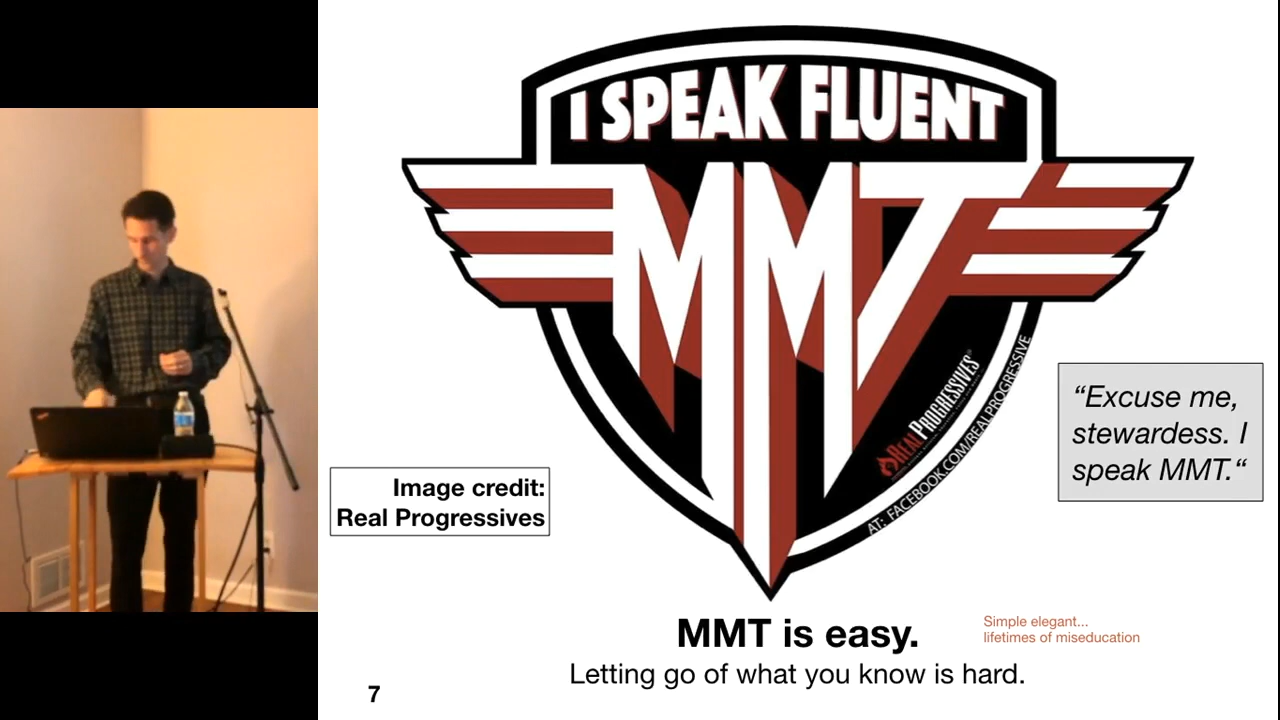 I SPEAK FLUENT
MMT
REAL PROGRESSIVES
AT: FACEBOOK.COM/REALPROGRESSIVE
“Excuse me,
stewardess. I
speak MMT.“
Image credit:
Real Progressives
MMT is easy.
Letting go of what you know is hard.
Simple elegant...
lifetimes of miseducation
7